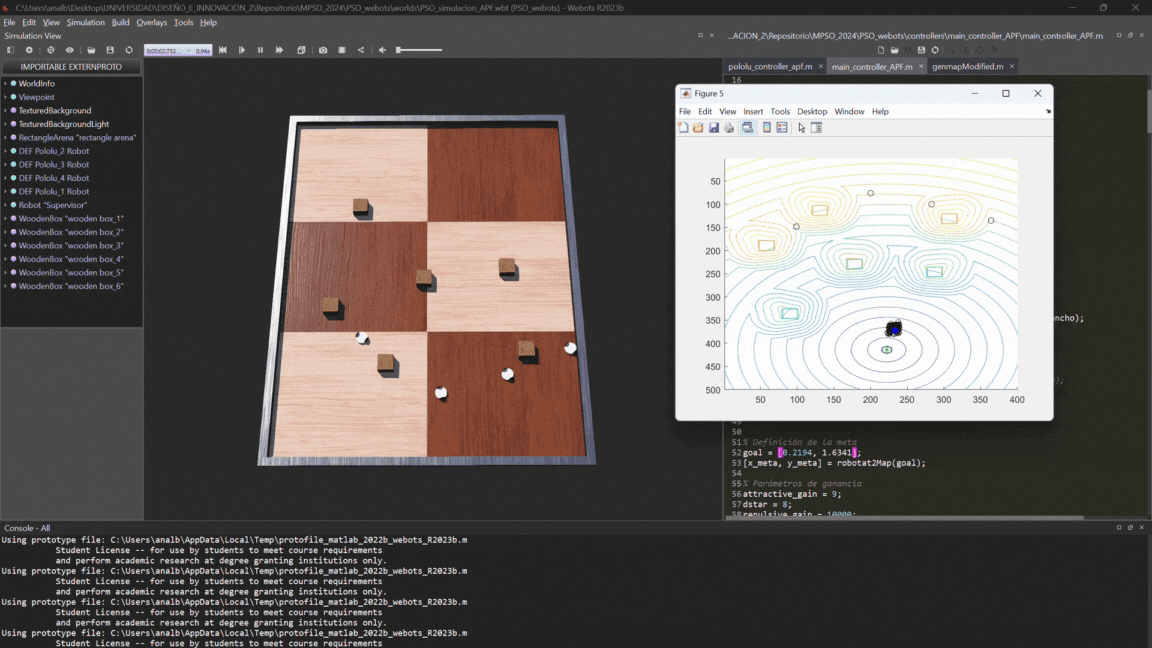 C:\Users\analb\Desktop\UNIVERSIDAD\DISEÑO_E_INNOVACION_2\Repositorio\MPSO_2024\PSO_webots\worlds\PSO_simulacion_APF.wbt (PSO_webots) - Webots R2023b
File Edit View Simulation Build Overlays Tools Help
Simulation View
...ACION_2\Repositorio\MPSO_2024\PSO_webots\controllers\main_controller_APF\main_controller_APF.m
0:00:02:752 - 0.94x
IMPORTABLE EXTERNPROTO
pololu_controller_apf.m × main_controller_APF.m × genmapModified.m ×
16
WorldInfo
Viewpoint
TexturedBackground
TexturedBackgroundLight
RectangleArena "rectangle arena"
DEF Pololu_2 Robot
DEF Pololu_3 Robot
DEF Pololu_4 Robot
DEF Pololu_1 Robot
Robot "Supervisor"
WoodenBox "wooden box_1"
WoodenBox "wooden box_2"
WoodenBox "wooden box_3"
WoodenBox "wooden box_4"
WoodenBox "wooden box_5"
WoodenBox "wooden box_6"
Figure 5
File Edit View Insert Tools Desktop Window Help
50
100
150
200
250
300
350
400
450
500
50 100 150 200 250 300 350 400
ncho);
);
50
51 % Definición de la meta
52 goal = [0.2194, 1.6341];
53 [x_meta, y_meta] = robotat2Map(goal);
54
55 % Parámetros de ganancia
56 attractive_gain = 9;
57 dstar = 8;
58 repulsive_gain = 10000;
Console - All
Using prototype file: C:\Users\analb\AppData\Local\Temp\protofile_matlab_2022b_webots_R2023b.m
Student License -- for use by students to meet course requirements
and perform academic research at degree granting institutions only.
Using prototype file: C:\Users\analb\AppData\Local\Temp\protofile_matlab_2022b_webots_R2023b.m
Student License -- for use by students to meet course requirements
and perform academic research at degree granting institutions only.
Using prototype file: C:\Users\analb\AppData\Local\Temp\protofile_matlab_2022b_webots_R2023b.m
Student License -- for use by students to meet course requirements
and perform academic research at degree granting institutions only.
Using prototype file: C:\Users\analb\AppData\Local\Temp\protofile_matlab_2022b_webots_R2023b.m
Student License -- for use by students to meet course requirements